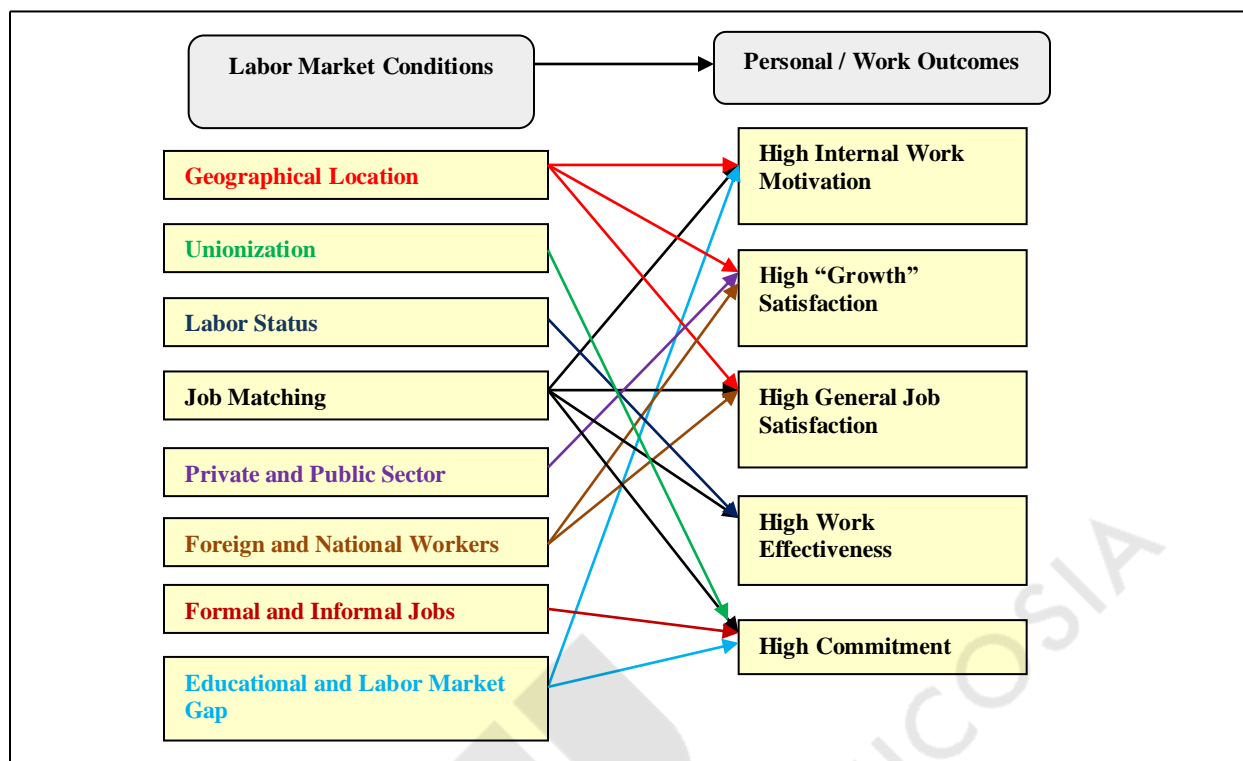 Labor Market Conditions
Personal / Work Outcomes
Geographical Location
Unionization
Labor Status
Job Matching
Private and Public Sector
Foreign and National Workers
Formal and Informal Jobs
Educational and Labor Market
Gap
High Internal Work
Motivation
High “Growth”
Satisfaction
High General Job
Satisfaction
High Work
Effectiveness
High Commitment